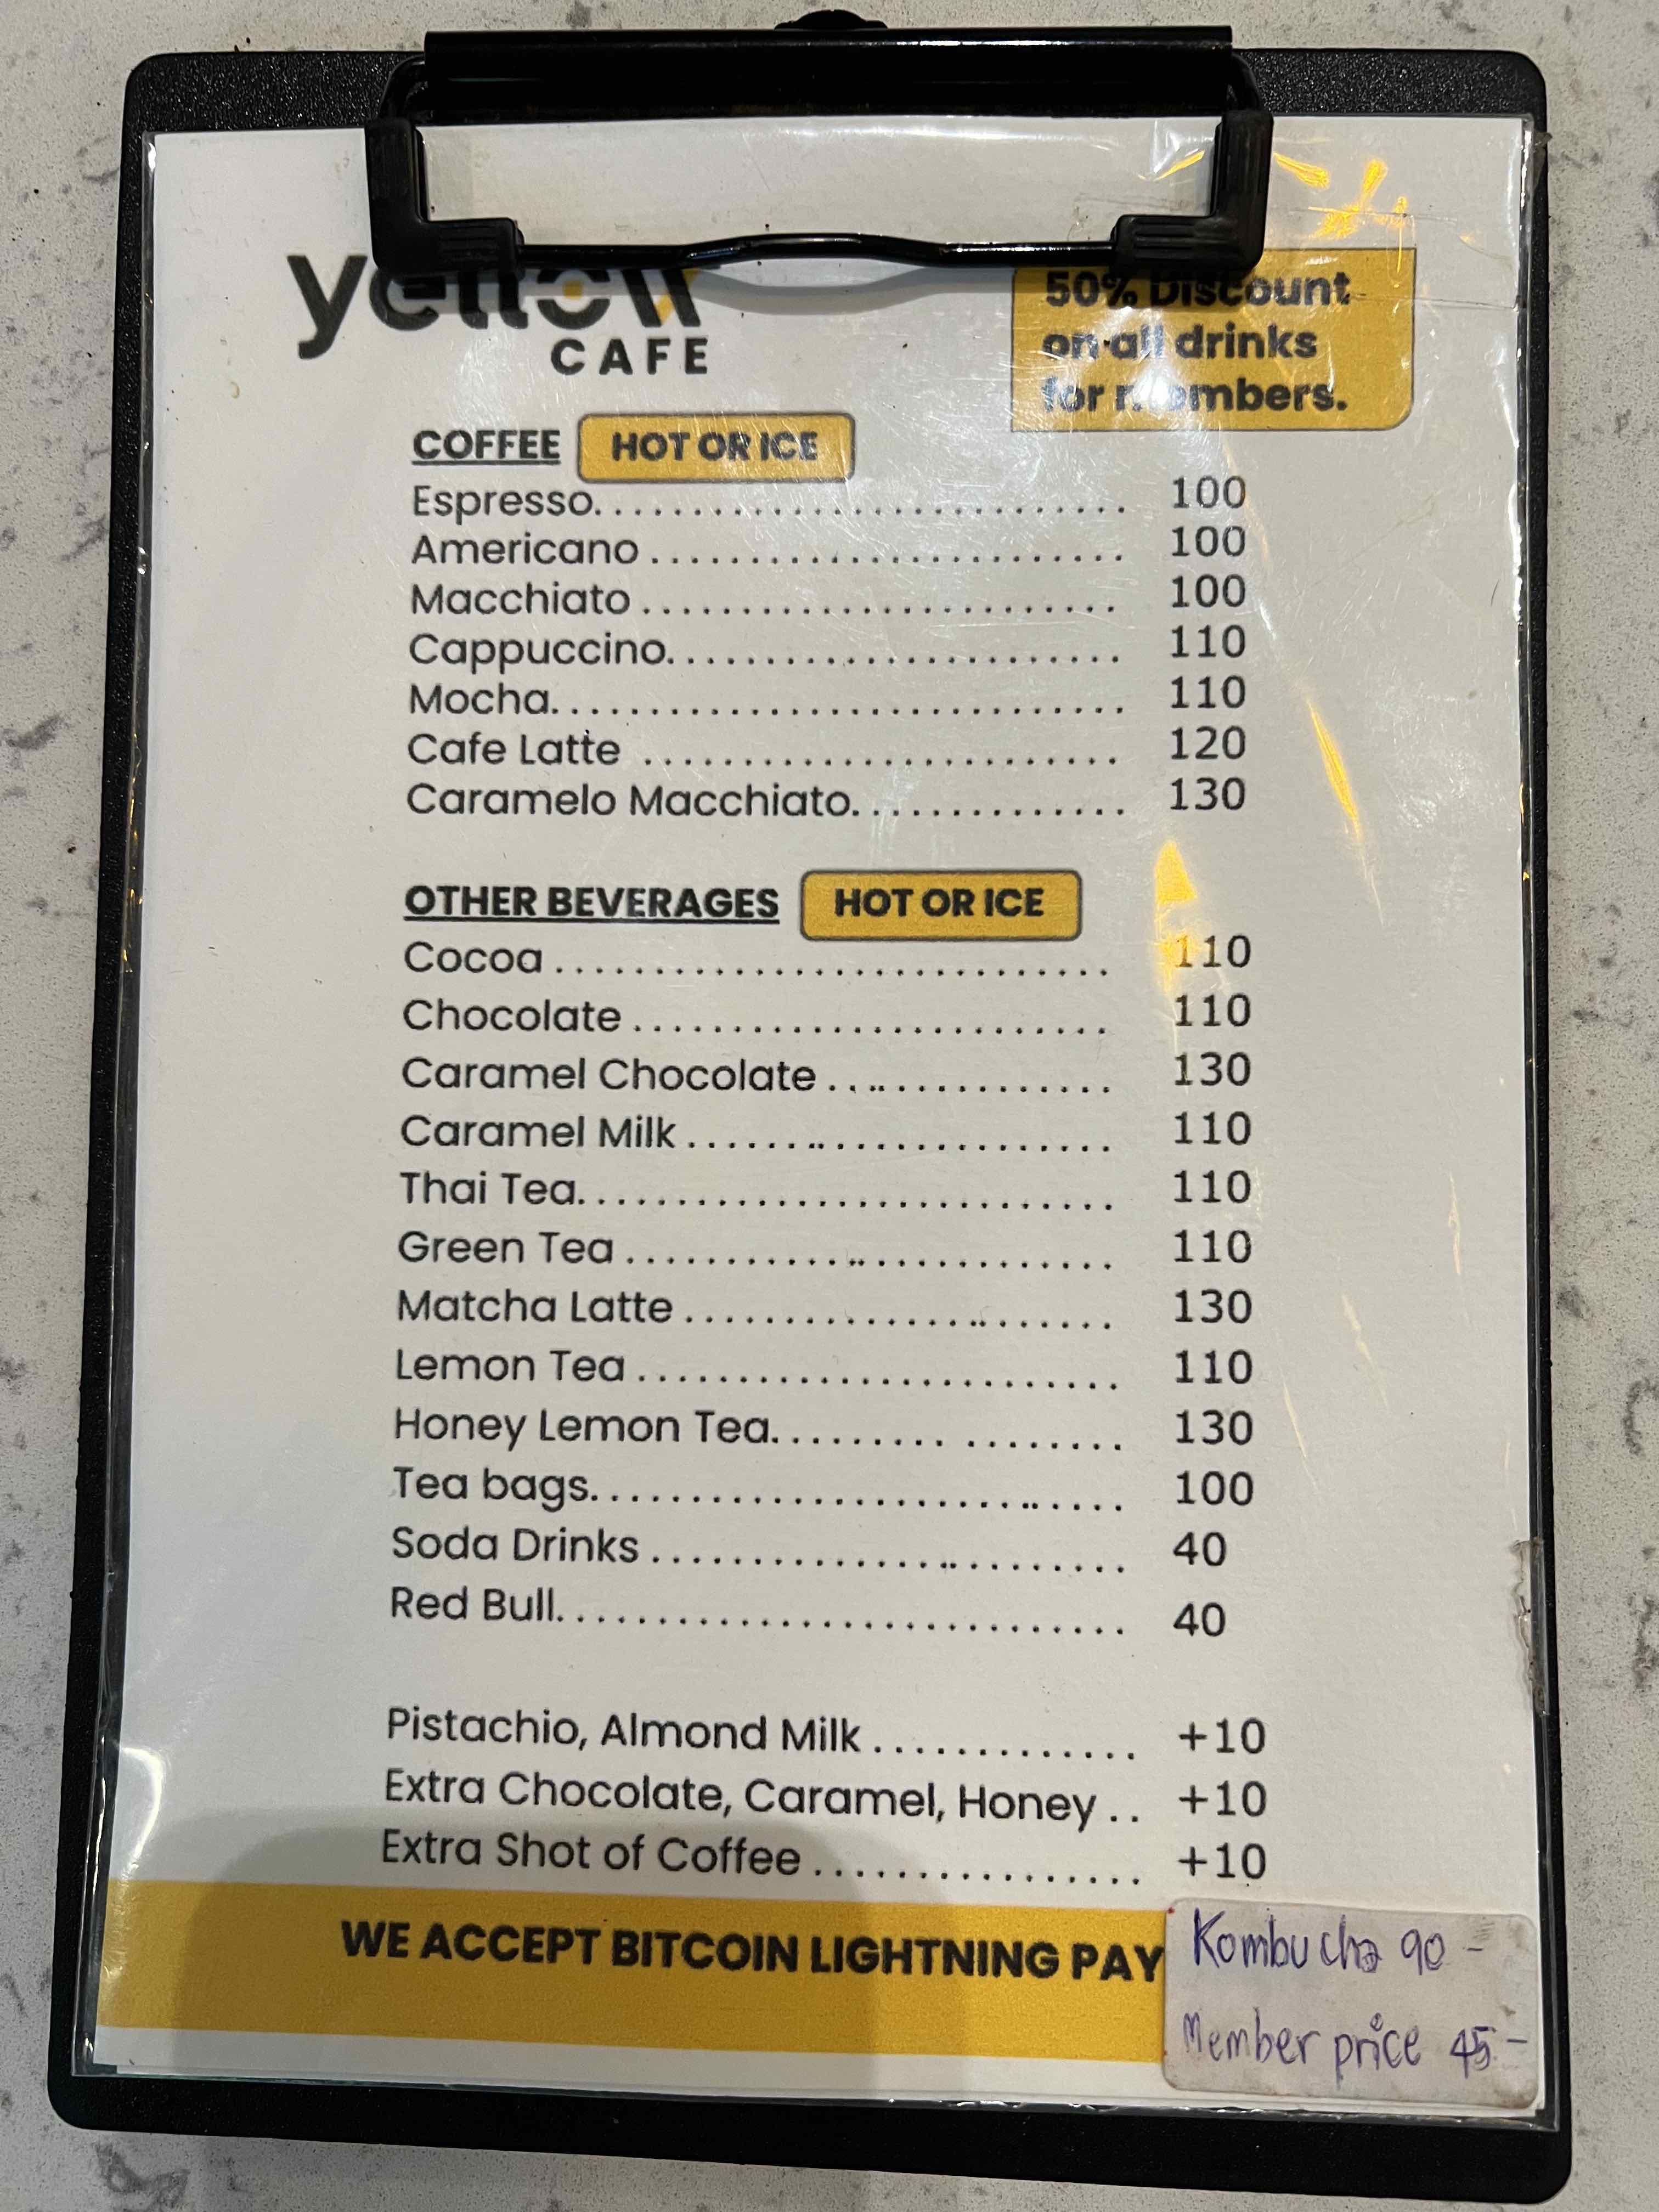 yellow
CAFE
50% Discount
on all drinks
for members.
COFFEE HOT OR ICE
Espresso............................ 100
Americano ........................ 100
Macchiato ........................ 100
Cappuccino....................... 110
Mocha............................. 110
Cafe Latte ........................ 120
Caramelo Macchiato.............. 130
OTHER BEVERAGES HOT OR ICE
Cocoa ............................ 110
Chocolate ........................ 110
Caramel Chocolate ............... 130
Caramel Milk ...................... 110
Thai Tea........................... 110
Green Tea ......................... 110
Matcha Latte ...................... 130
Lemon Tea ........................ 110
Honey Lemon Tea......... ........ 130
Tea bags........................... 100
Soda Drinks ........................ 40
Red Bull............................. 40
Pistachio, Almond Milk ............. +10
Extra Chocolate, Caramel, Honey .. +10
Extra Shot of Coffee ................. +10
WE ACCEPT BITCOIN LIGHTNING PAY
Kombucha 90 -
Member price 45 -